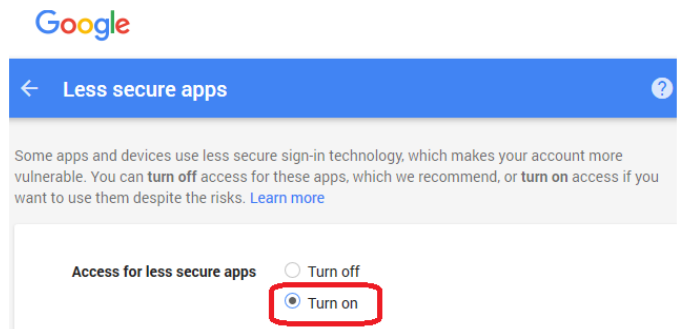 Google
Less secure apps
?
Some apps and devices use less secure sign-in technology, which makes your account more
vulnerable. You can turn off access for these apps, which we recommend, or turn on access if you
want to use them despite the risks. Learn more
Access for less secure apps Turn off
Turn on